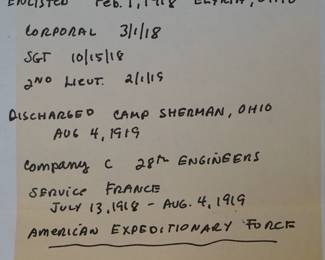 ENLISTED Feb. 1, 1918 ELYRIA, OHIO
CORPORAL 3/1/18
SGT 10/15/18
2ND LIEUT. 2/1/19
DISCHARGED CAMP SHERMAN, OHIO
AUG 4, 1919
Company C 28th ENGINEERS
SERVICE FRANCE
JULY 13, 1918 - AUG. 4, 1919
AMERICAN EXPEDITIONARY FORCE